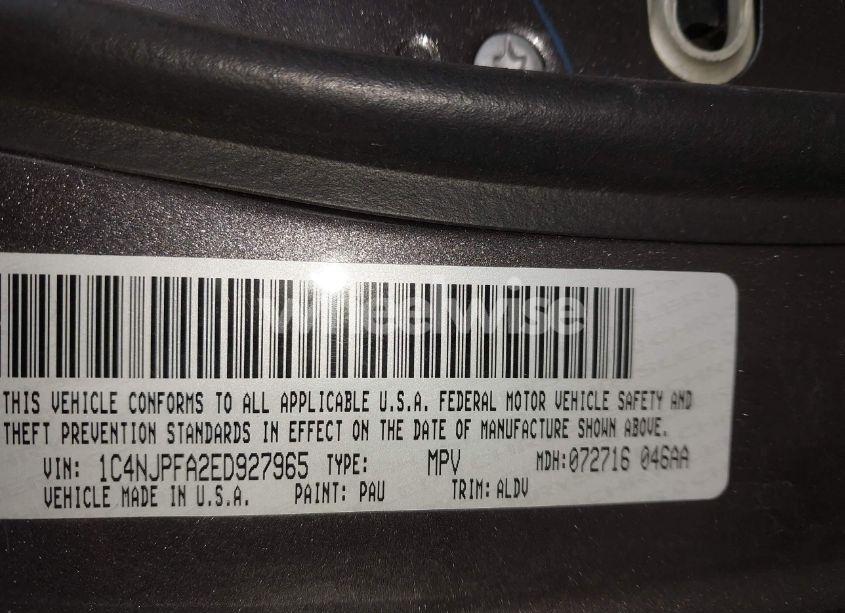 wheelwise
THIS VEHICLE CONFORMS TO ALL APPLICABLE U.S.A. FEDERAL MOTOR VEHICLE SAFETY AND
THEFT PREVENTION STANDARDS IN EFFECT ON THE DATE OF MANUFACTURE SHOWN ABOVE.
VIN: 1C4NJPFA2ED927965 TYPE: MPV MDH:072716 046AA
VEHICLE MADE IN U.S.A. PAINT: PAU TRIM: ALDV